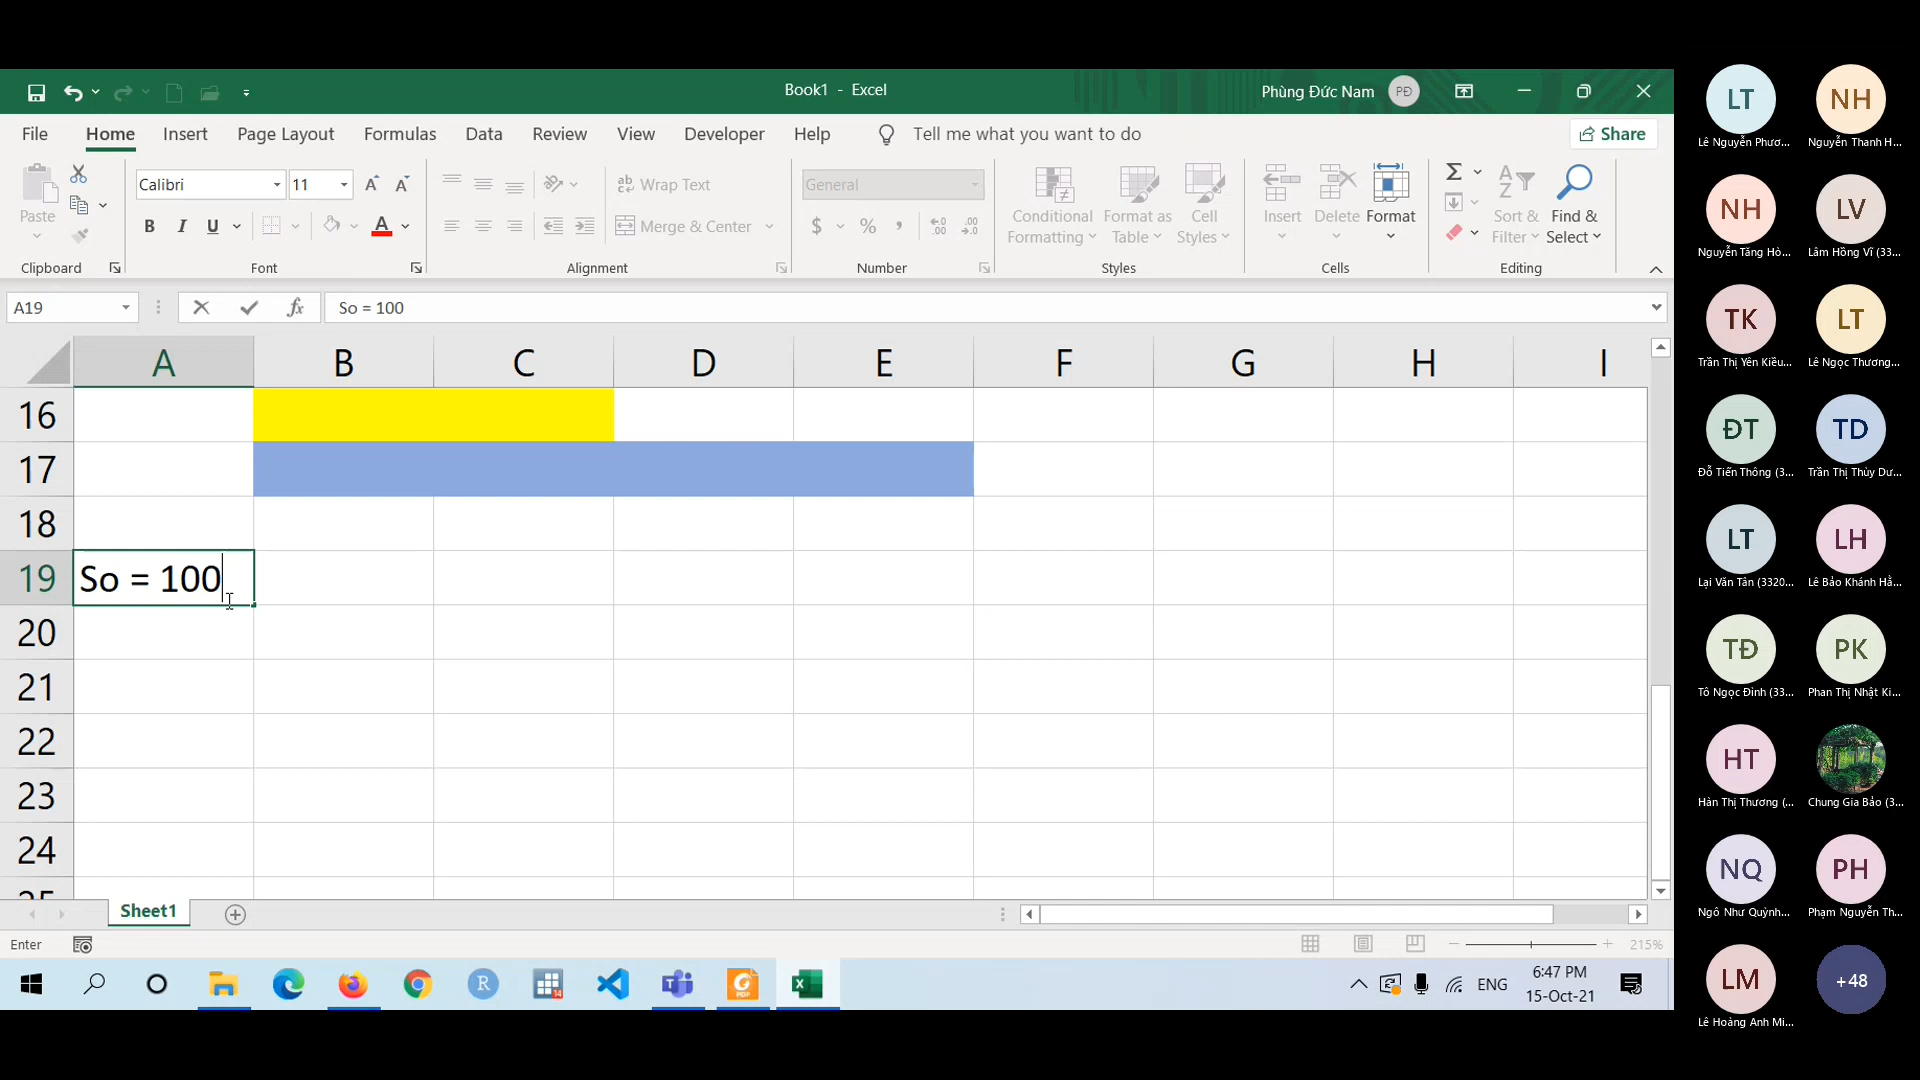 Book1 - Excel
Phùng Đức Nam
PĐ
File
Home
Insert
Page Layout
Formulas
Data
Review
View
Developer
Help
Tell me what you want to do
Share
Paste
Calibri
11
B
I
U
Wrap Text
Merge & Center
General
$
%
Conditional
Formatting
Format as
Table
Cell
Styles
Insert
Delete
Format
Sort &
Filter
Find &
Select
Clipboard
Font
Alignment
Number
Styles
Cells
Editing
A19
fx
So = 100
A
B
C
D
E
F
G
H
I
16
17
18
19
So = 100
20
21
22
23
24
25
Sheet1
Enter
215%
ENG
6:47 PM
15-Oct-21
LT
NH
Lê Nguyễn Phươ...
Nguyễn Thanh H...
NH
LV
Nguyễn Tăng Hò...
Lâm Hồng Vĩ (33...
TK
LT
Trần Thị Yên Kiều...
Lê Ngọc Thương...
ĐT
TD
Đỗ Tiến Thông (3...
Trần Thị Thùy Dư...
LT
LH
Lại Văn Tân (3320...
Lê Bảo Khánh Hằ...
TĐ
PK
Tô Ngọc Đình (33...
Phan Thị Nhật Ki...
HT
Hàn Thị Thương (...
Chung Gia Bảo (3...
NQ
PH
Ngô Như Quỳnh...
Phạm Nguyễn Th...
LM
+48
Lê Hoàng Anh Mi...